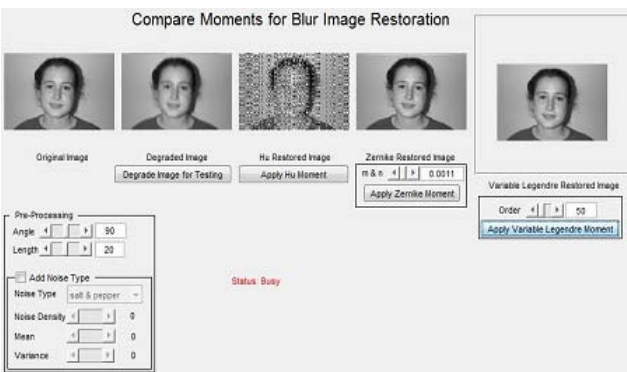 Compare Moments for Blur Image Restoration
Original Image
Degraded Image
Hu Restored Image
Zernike Restored Image
Degrade Image for Testing
Apply Hu Moment
m & n 0.0011
Apply Zernike Moment
Variable Legendre Restored Image
Order 50
Apply Variable Legendre Moment
Pre-Processing
Angle 90
Length 20
Add Noise Type
Noise Type salt & pepper
Noise Density 0
Mean 0
Variance 0
Status: Busy